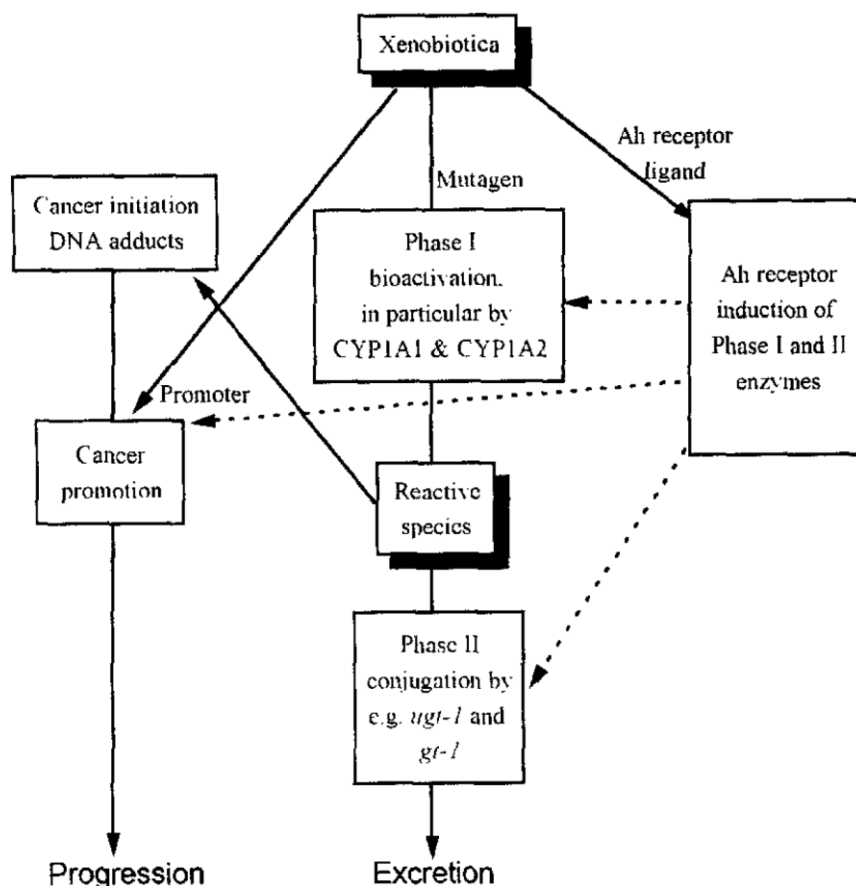 Xenobiotica
Ah receptor
ligand
Mutagen
Cancer initiation
DNA adducts
Phase I
bioactivation,
in particular by
CYP1A1 & CYP1A2
Ah receptor
induction of
Phase I and II
enzymes
Promoter
Cancer
promotion
Reactive
species
Phase II
conjugation by
e.g. ugt-1 and
gt-1
Progression
Excretion